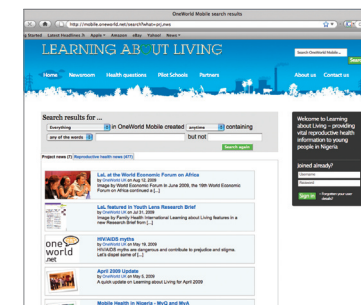 OneWorld Mobile search results
http://mobile.oneworld.net/search?what=prj.nws
Started Latest Headlines Apple Amazon eBay Yahoo! News
LEARNING ABOUT LIVING
Search OneWorld Mobile...
Home Newsroom Health questions Pilot Schools Partners About us Contact us
Search results for ...
Everything in OneWorld Mobile created anytime containing
any of the words but not
Search again
Project news (7) Reproductive health news (477)
LaL at the World Economic Forum on Africa
by OneWorld UK on Aug 12, 2009
Image by World Economic Forum In June 2009, the 19th World Economic
Forum on Africa continued a [...]
LaL featured in Youth Lens Research Brief
by OneWorld UK on Jul 31, 2009
Image by Family Health International Learning about Living features in a
new Research Brief from [...]
one
world
.net
HIV/AIDS myths
by OneWorld UK on May 19, 2009
HIV/AIDS myths are dangerous and contribute to prejudice and stigma.
Let's dispel some of [...]
April 2009 Update
by OneWorld UK on May 5, 2009
A quick update on Learning about Living for April 2009
Mobile Health in Nigeria - MyQ and MyA
Welcome to Learning
about Living - providing
vital reproductive health
information to young
people in Nigeria
Joined already?
Username
Password
Sign in
Forgotten your user
details?